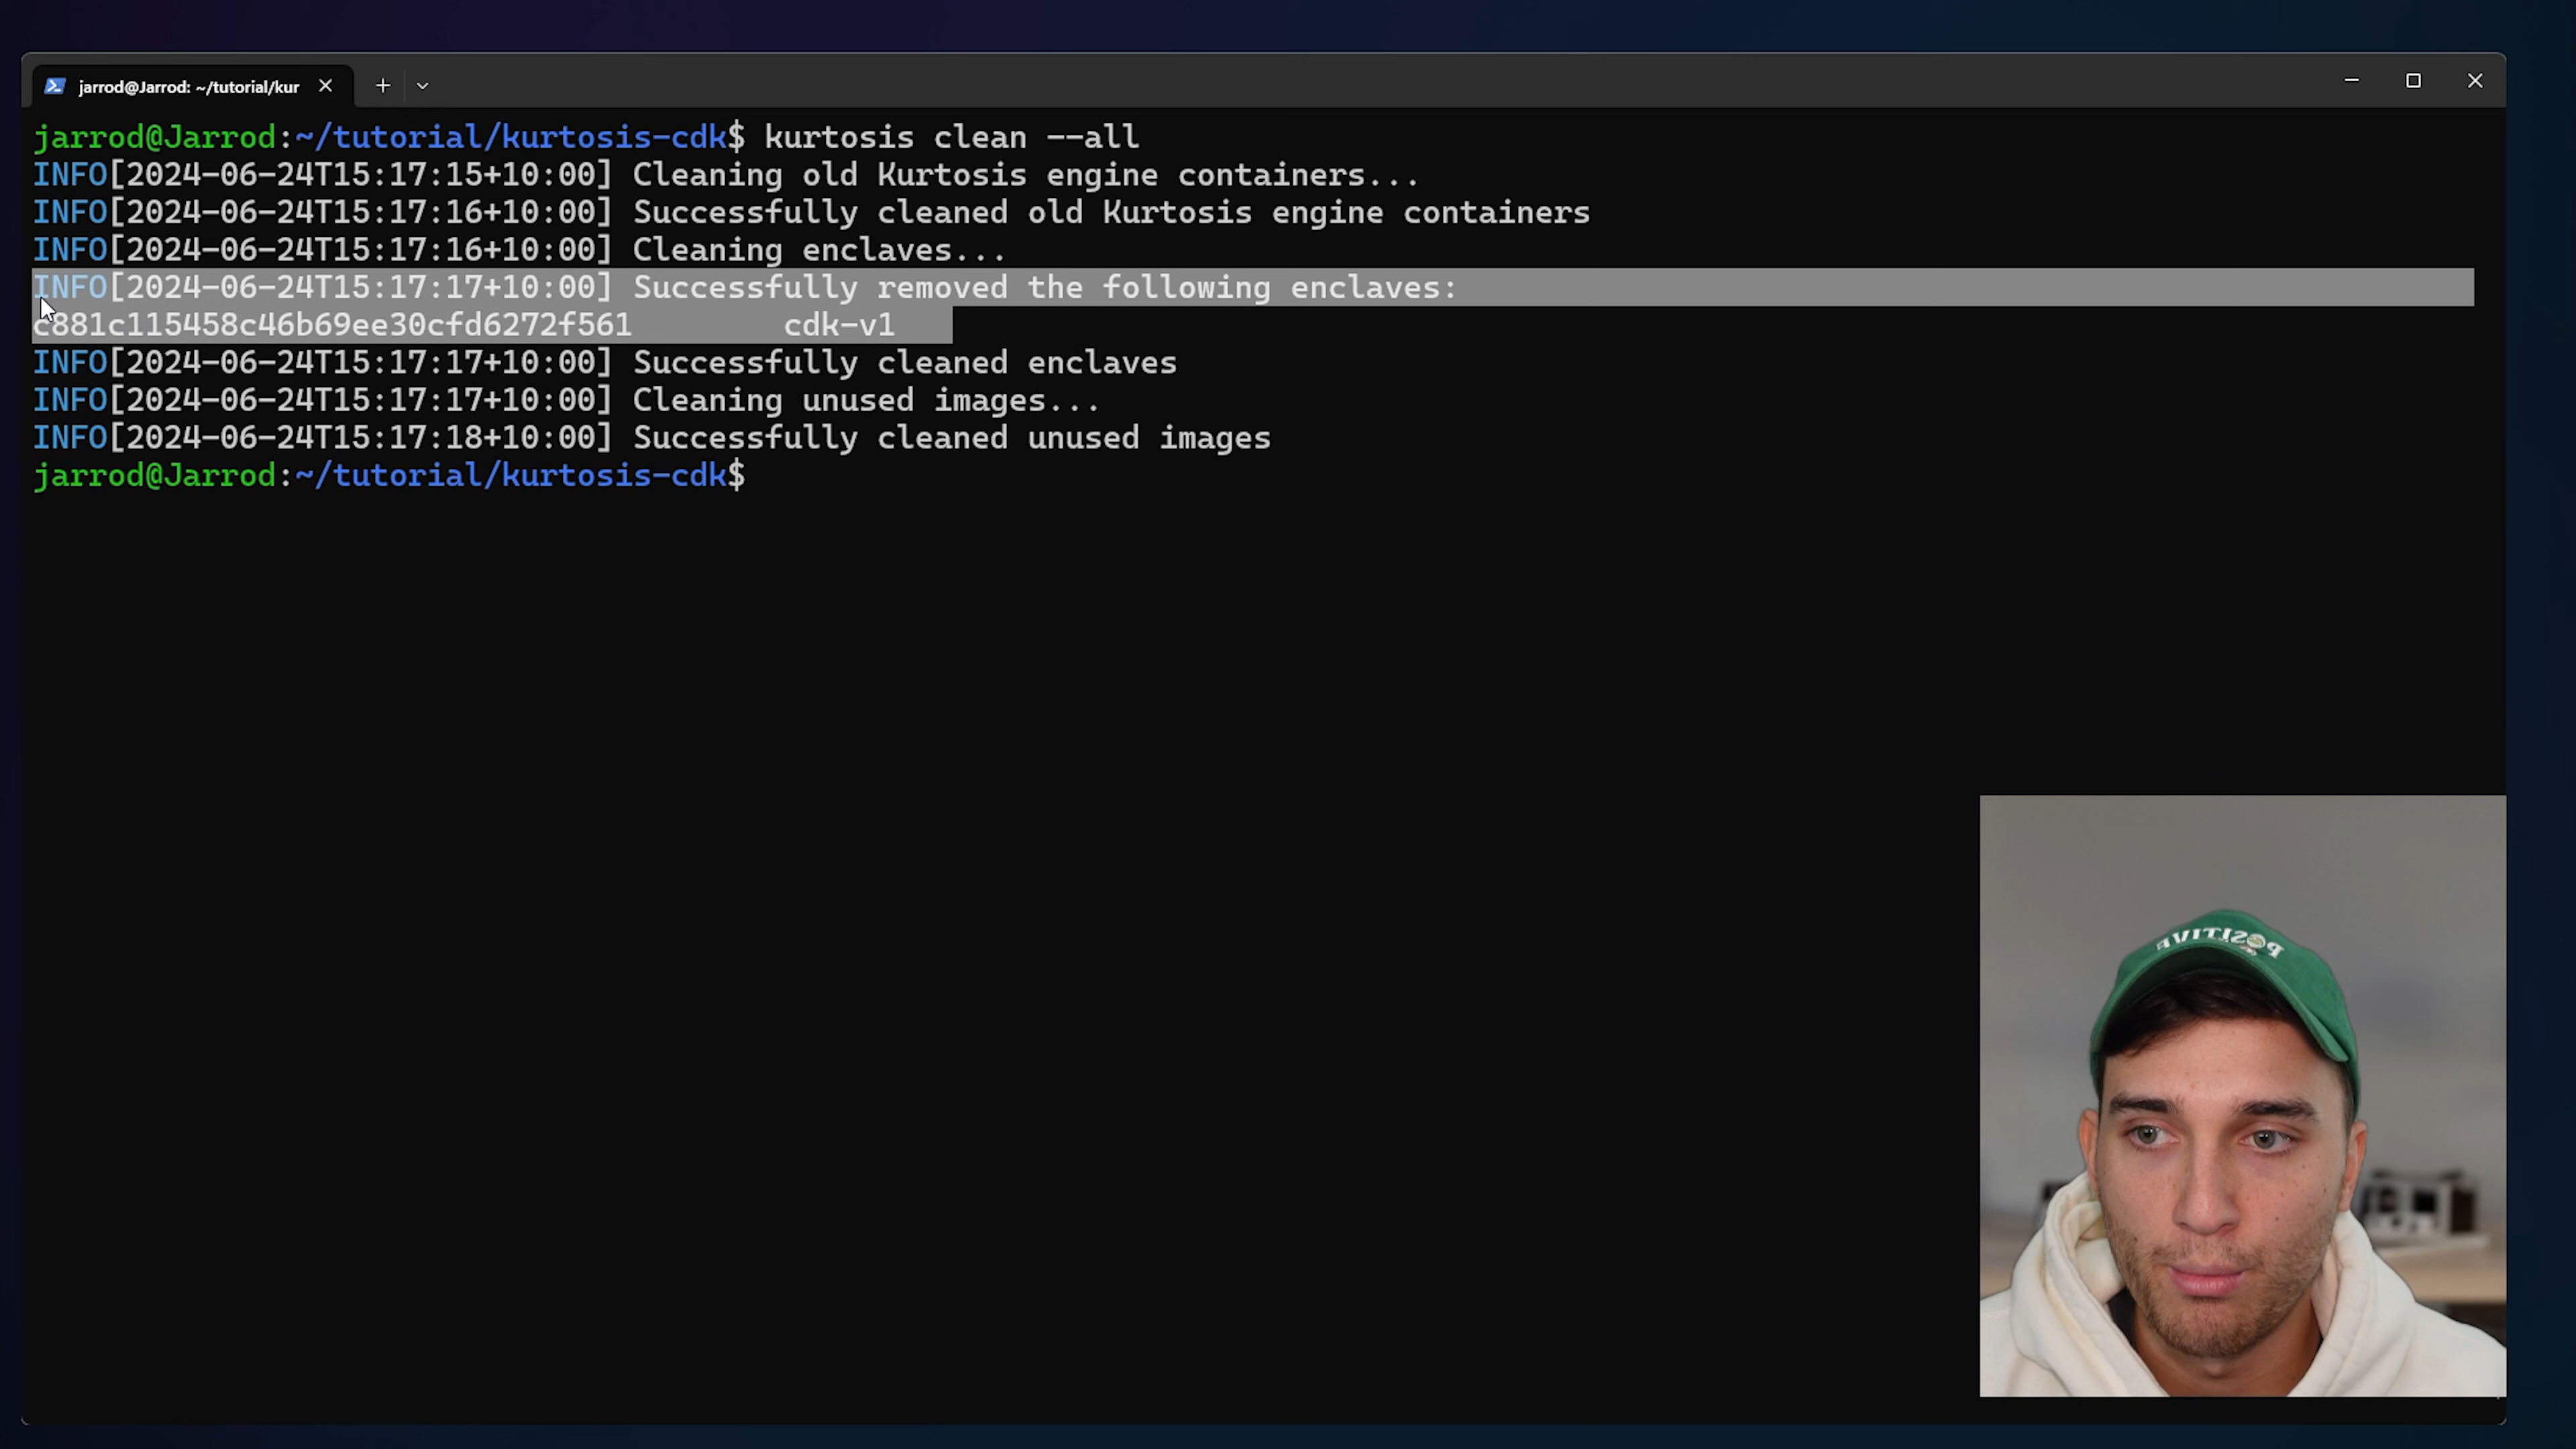 jarrod@Jarrod: ~/tutorial/kur
jarrod@Jarrod:~/tutorial/kurtosis-cdk$ kurtosis clean --all
INFO[2024-06-24T15:17:15+10:00] Cleaning old Kurtosis engine containers...
INFO[2024-06-24T15:17:16+10:00] Successfully cleaned old Kurtosis engine containers
INFO[2024-06-24T15:17:16+10:00] Cleaning enclaves...
INFO[2024-06-24T15:17:17+10:00] Successfully removed the following enclaves:
c881c115458c46b69ee30cfd6272f561 cdk-v1
INFO[2024-06-24T15:17:17+10:00] Successfully cleaned enclaves
INFO[2024-06-24T15:17:17+10:00] Cleaning unused images...
INFO[2024-06-24T15:17:18+10:00] Successfully cleaned unused images
jarrod@Jarrod:~/tutorial/kurtosis-cdk$
POSITIVE